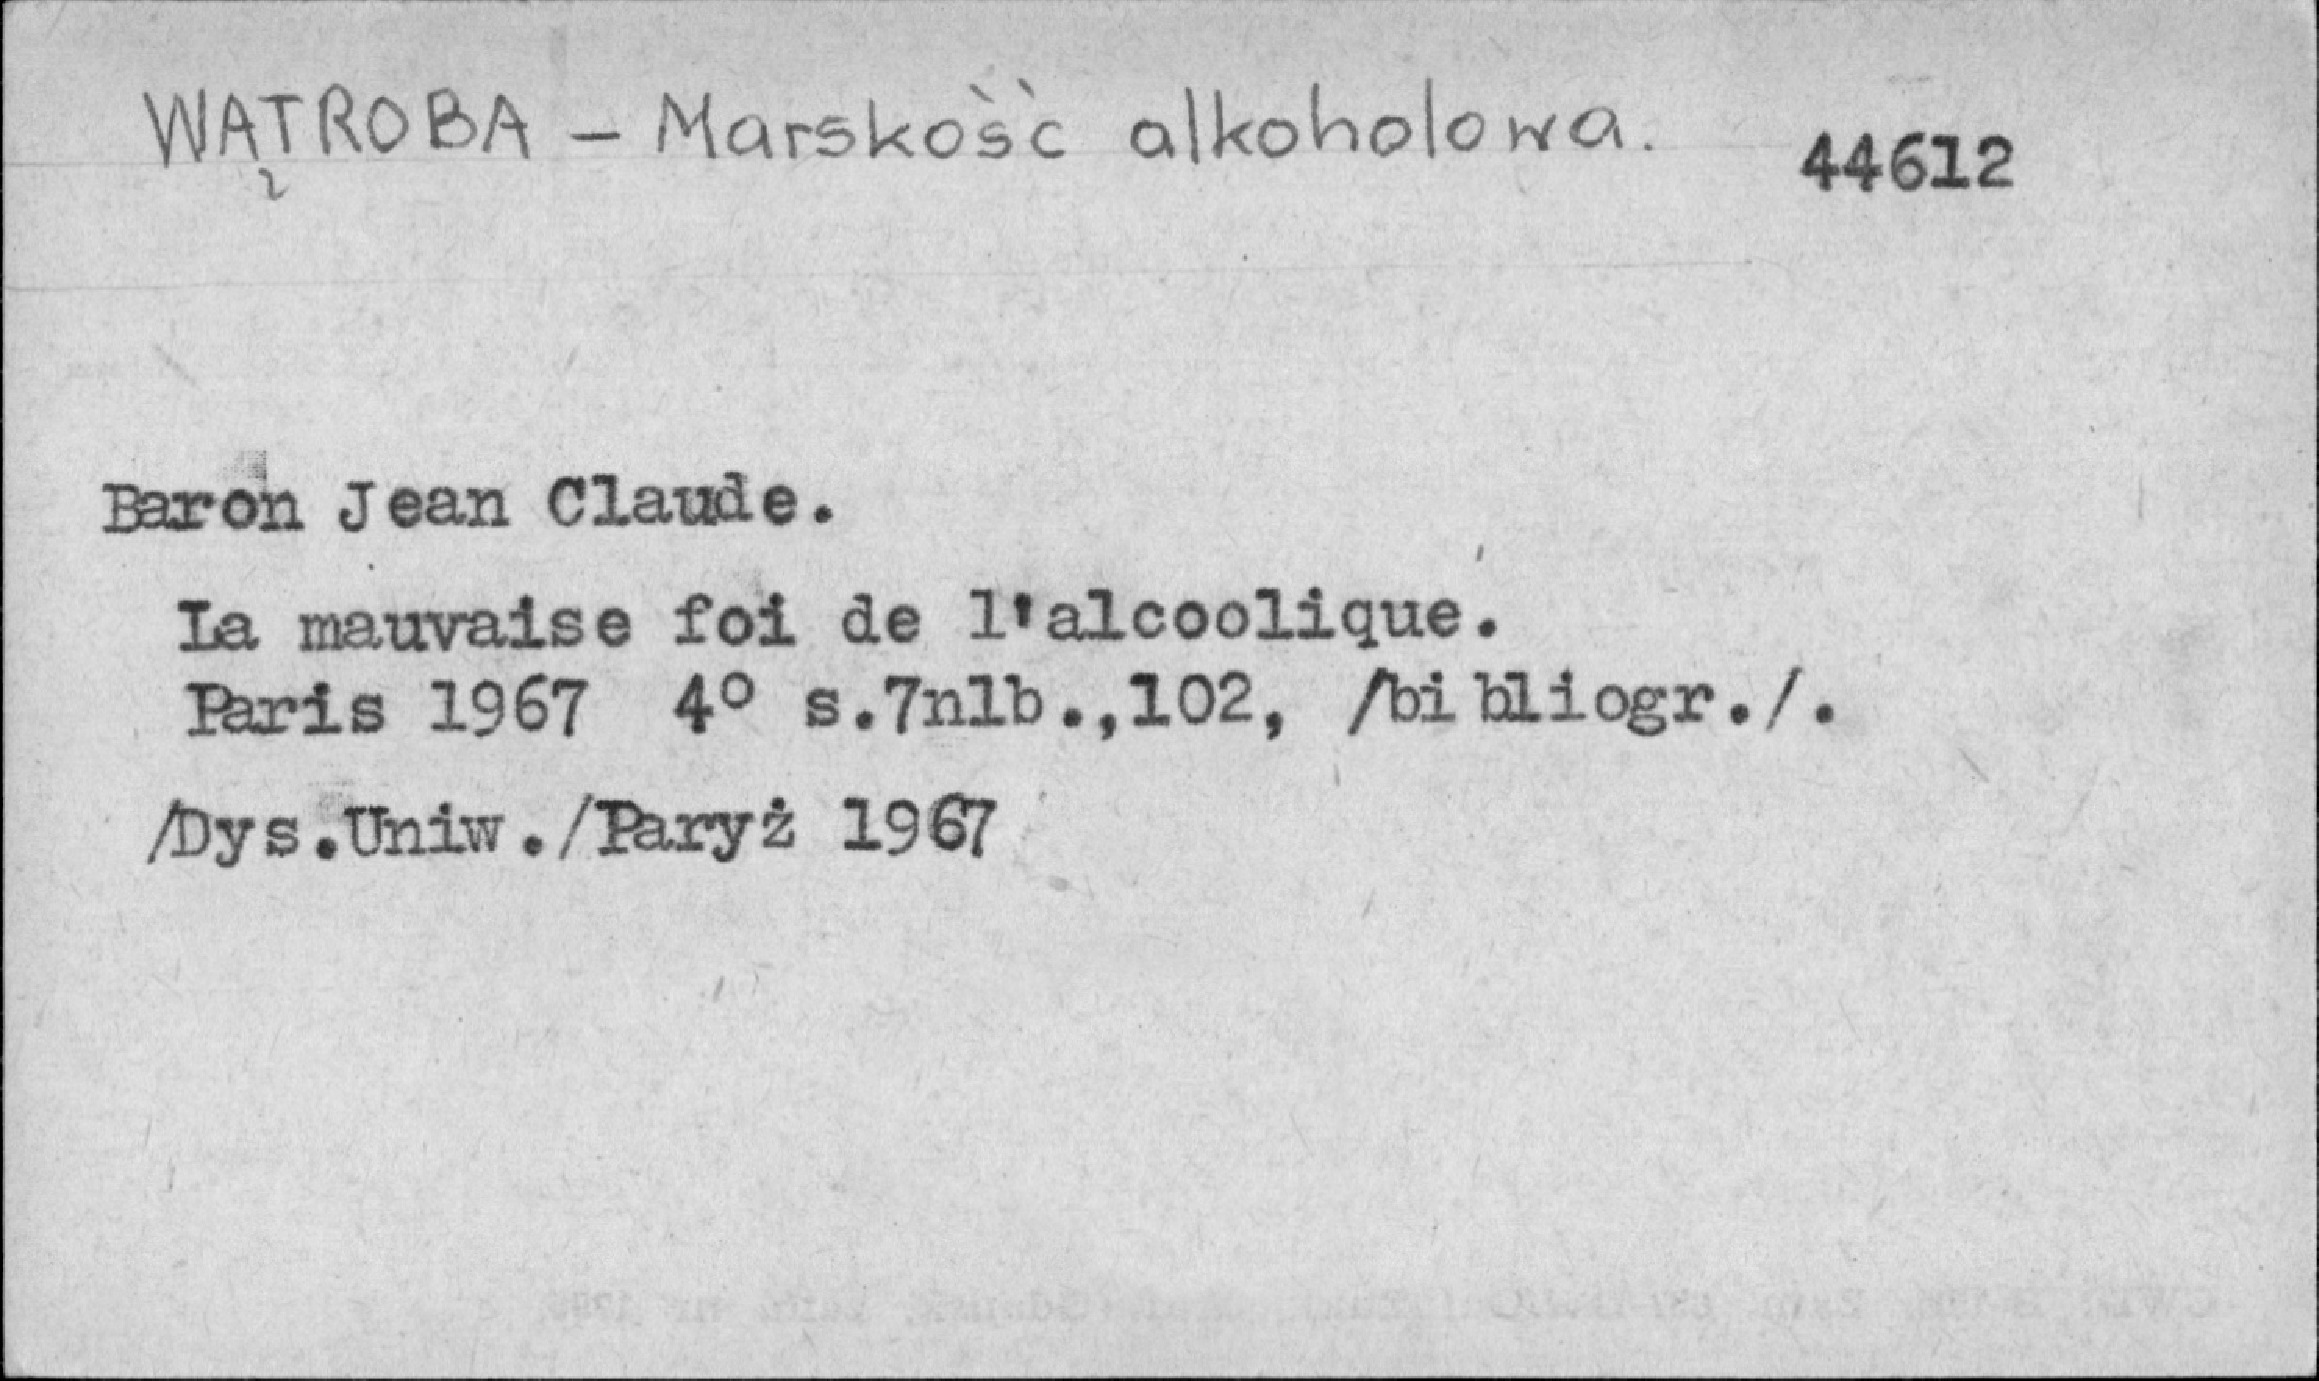 WĄTROBA – Marskość alkoholowa.
44612
Baron Jean Claude.
La mauvaise foi de l'alcoolique.
Paris 1967 4° s.7nlb.,102, /bibliogr./.
/Dys.Uniw./Paryż 1967